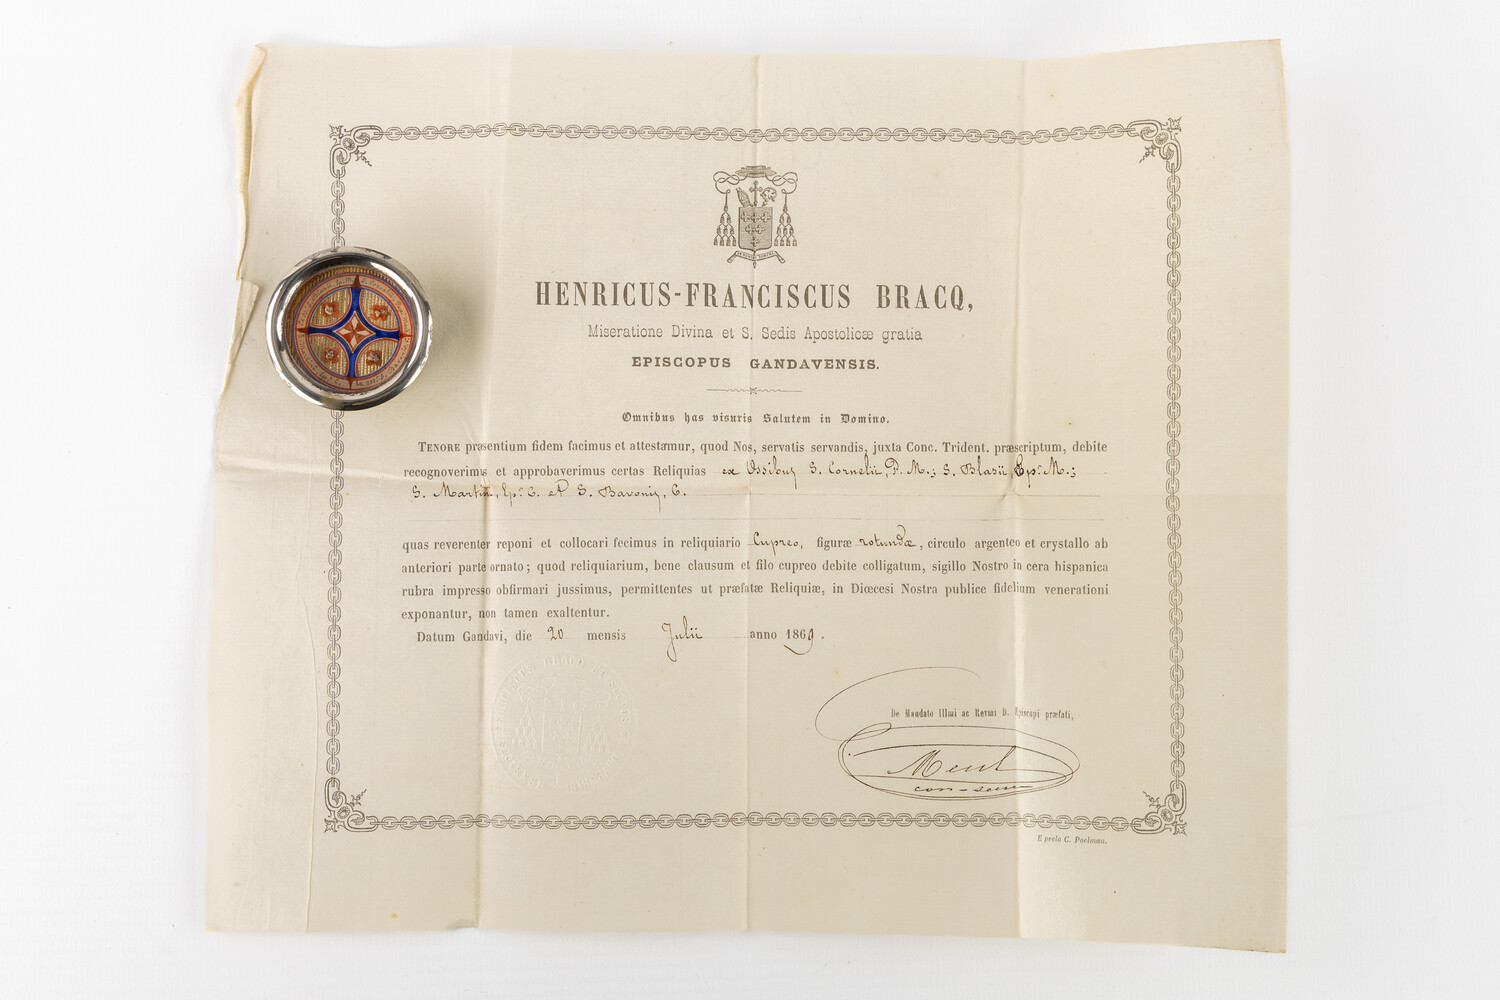 HENRICUS-FRANCISCUS BRACQ,
Miseratione Divina et S. Sedis Apostolicæ gratia
EPISCOPUS GANDAVENSIS.
Omnibus has visuris Salutem in Domino.
TENORE præsentium fidem facimus et attestamur, quod Nos, servatis servandis, juxta Conc. Trident. præscriptum, debite
recognoverimus et approbaverimus certas Reliquias ex Ossibus S. Cornelii, P. M.; S. Blasii, Ep. M.;
S. Martini, Ep. C. et S. Bavonis, C.
quas reverenter reponi et collocari fecimus in reliquiario Cupreo, figuræ rotundæ, circulo argenteo et crystallo ab
anteriori parte ornato; quod reliquiarium, bene clausum et filo cupreo debite colligatum, sigillo Nostro in cera hispanica
rubra impresso obfirmari jussimus, permittentes ut præfatæ Reliquiæ, in Diœcesi Nostra publice fidelium venerationi
exponantur, non tamen exaltentur.
Datum Gandavi, die 20 mensis Julii anno 1869.
De Mandato Illmi ac Revmi D. Episcopi præfati,
E prelo C. Poelman.